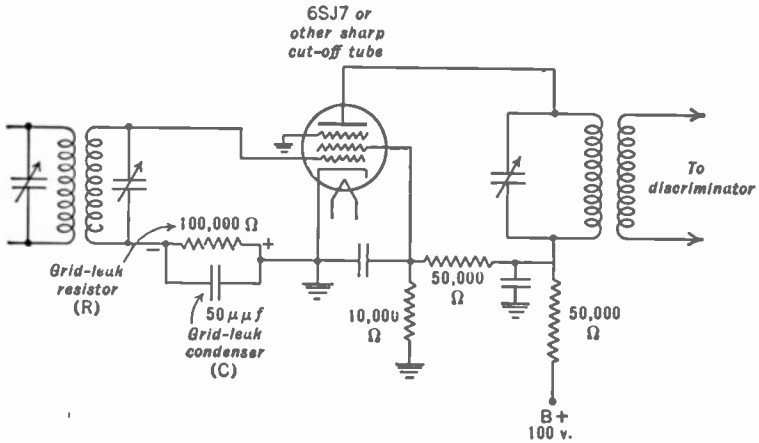 6SJ7 or
other sharp
cut-off tube
To
discriminator
100,000 Ω
− +
Grid-leak
resistor
(R)
50 μμf
Grid-leak
condenser
(C)
10,000
Ω
50,000
Ω
50,000
Ω
B+
100 v.